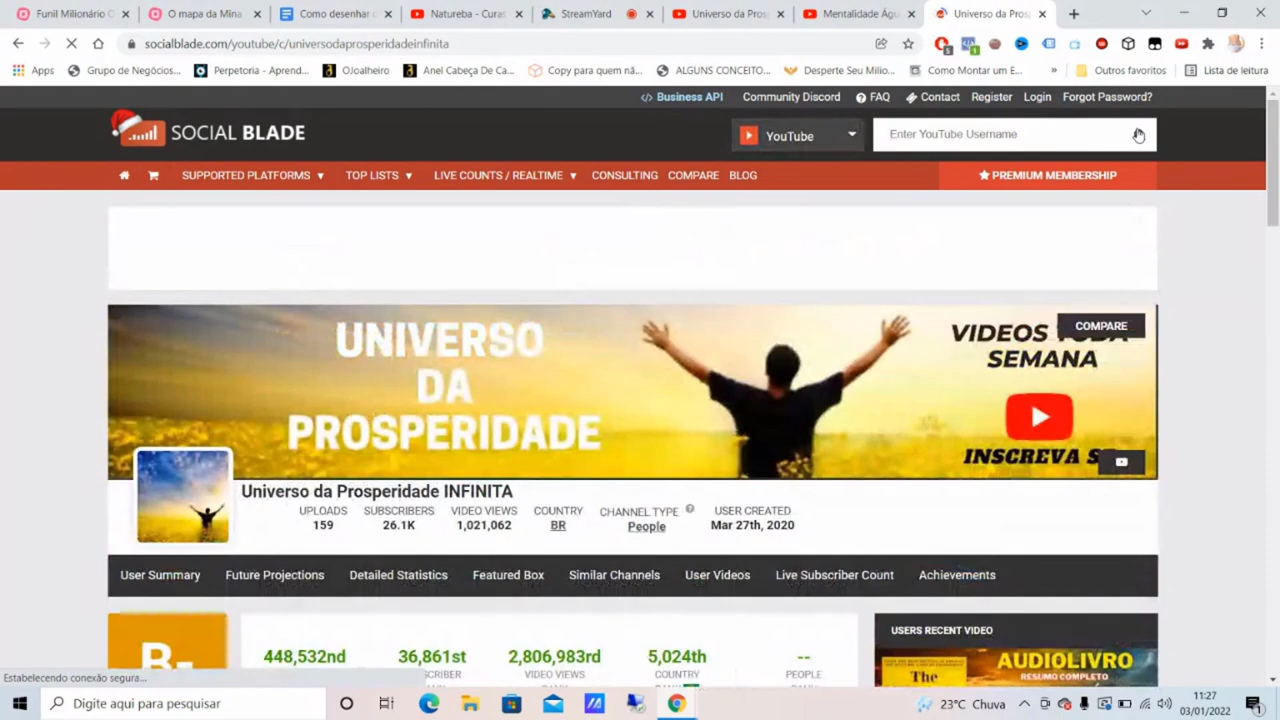 Funil Milionário O
O mapa da Mina
Como desenhar c
Natureba - Curas
StreamYard
Universo da Pros
Mentalidade Águ
Universo da Pros
socialblade.com/youtube/c/universodaprosperidadeinfinita
Apps
Grupo de Negócios...
Perpetoria - Aprend...
OJoalheiro
Anel Cabeça De Ca...
Copy para quem nã...
ALGUNS CONCEITO...
Desperte Seu Milio...
Como Montar um E...
»
Outros favoritos
Lista de leitura
</> Business API
Community Discord
FAQ
Contact
Register
Login
Forgot Password?
SOCIAL BLADE
YouTube
Enter YouTube Username
SUPPORTED PLATFORMS
TOP LISTS
LIVE COUNTS / REALTIME
CONSULTING
COMPARE
BLOG
PREMIUM MEMBERSHIP
UNIVERSO
DA
PROSPERIDADE
VIDEOS TODA
SEMANA
COMPARE
INSCREVA S
Universo da Prosperidade INFINITA
UPLOADS
159
SUBSCRIBERS
26.1K
VIDEO VIEWS
1,021,062
COUNTRY
BR
CHANNEL TYPE
People
USER CREATED
Mar 27th, 2020
User Summary
Future Projections
Detailed Statistics
Featured Box
Similar Channels
User Videos
Live Subscriber Count
Achievements
B-
448,532nd
36,861st
2,806,983rd
5,024th
--
VIDEO VIEWS
PEOPLE
USERS RECENT VIDEO
AUDIOLIVRO
RESUMO COMPLETO
The
Estabelecendo conexão segura...
Digite aqui para pesquisar
23°C Chuva
11:27
03/01/2022